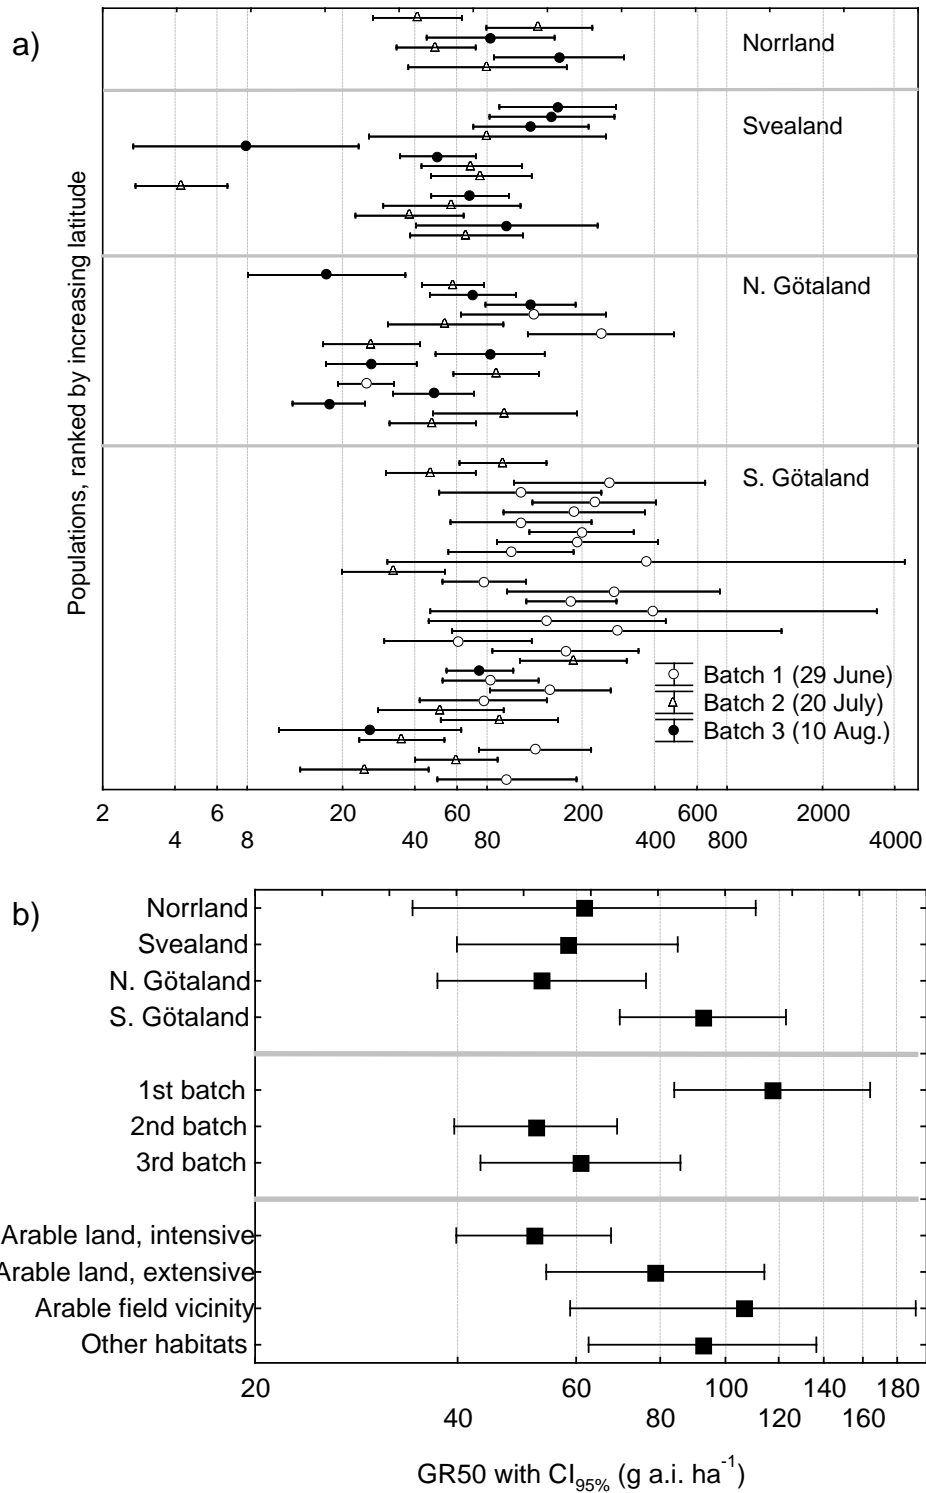 a)
Populations, ranked by increasing latitude
Norrland
Svealand
N. Götaland
S. Götaland
Batch 1 (29 June)
Batch 2 (20 July)
Batch 3 (10 Aug.)
2 6 20 60 200 600 2000
4 8 40 80 400 800 4000
b)
Norrland
Svealand
N. Götaland
S. Götaland
1st batch
2nd batch
3rd batch
Arable land, intensive
Arable land, extensive
Arable field vicinity
Other habitats
20 60 100 140 180
40 80 120 160
GR50 with CI95% (g a.i. ha-1)